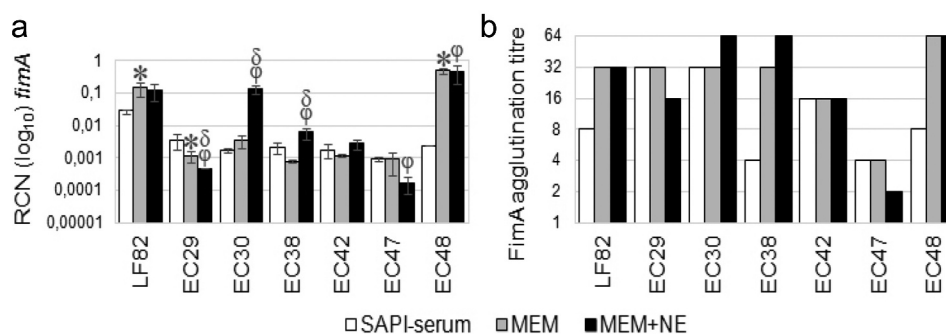 a
RCN (log10) fimA
1
0,1
0,01
0,001
0,0001
0,00001
*
*
δ
φ
δ
φ
δ
φ
φ
*
φ
LF82
EC29
EC30
EC38
EC42
EC47
EC48
b
FimA agglutination titre
64
32
16
8
4
2
1
LF82
EC29
EC30
EC38
EC42
EC47
EC48
SAPI-serum MEM MEM+NE